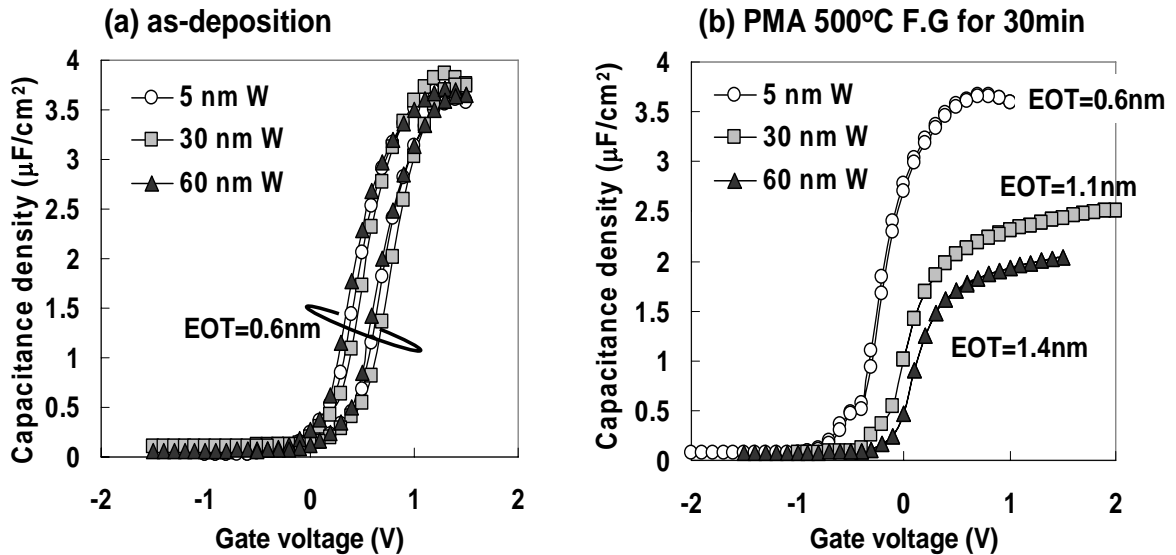 (a) as-deposition
Capacitance density (μF/cm²)
4
3.5
3
2.5
2
1.5
1
0.5
0
5 nm W
30 nm W
60 nm W
EOT=0.6nm
-2 -1 0 1 2
Gate voltage (V)
(b) PMA 500°C F.G for 30min
Capacitance density (μF/cm²)
4
3.5
3
2.5
2
1.5
1
0.5
0
5 nm W
30 nm W
60 nm W
EOT=0.6nm
EOT=1.1nm
EOT=1.4nm
-2 -1 0 1 2
Gate voltage (V)